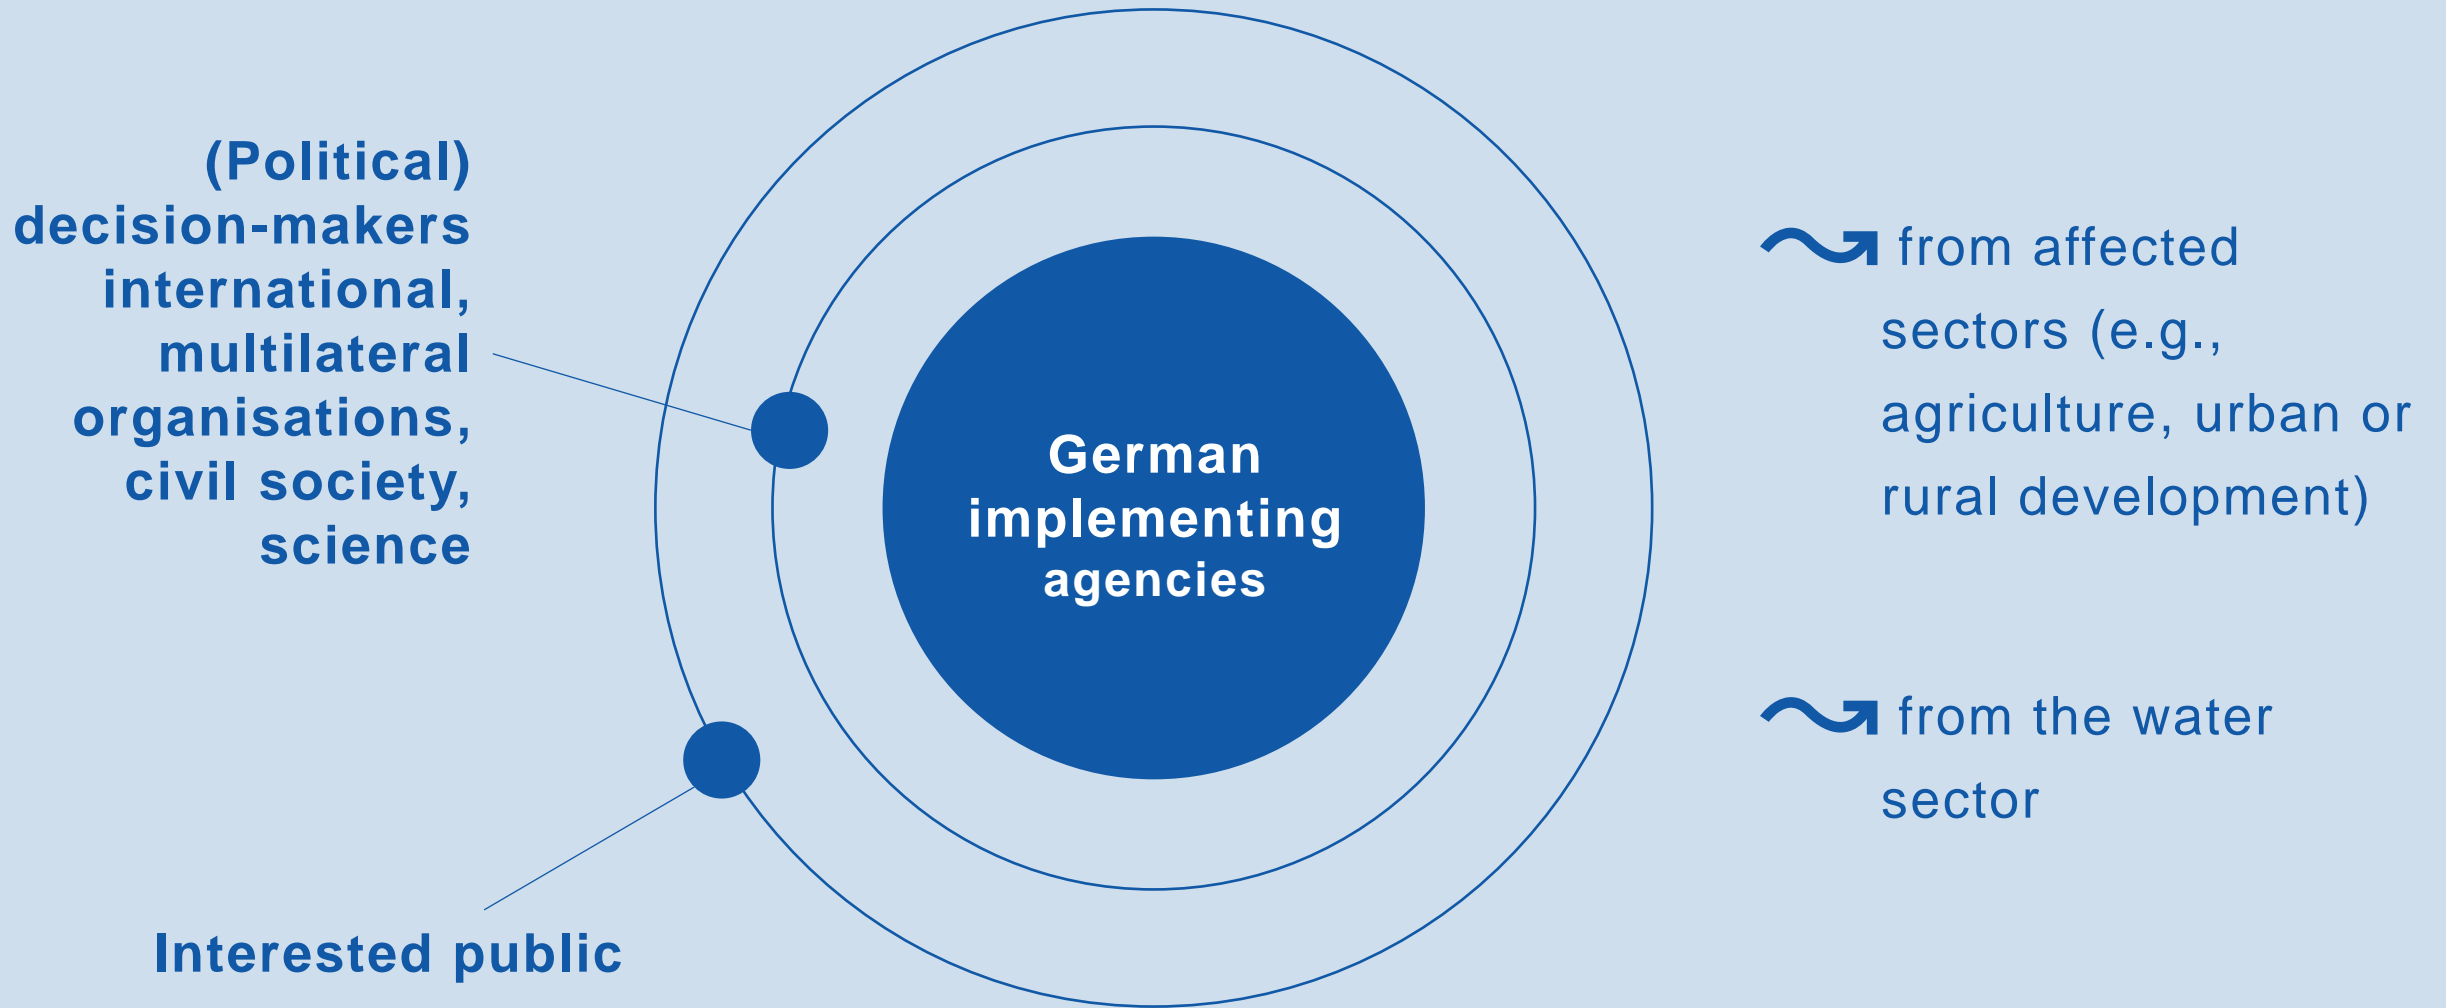 (Political)
decision-makers
international,
multilateral
organisations,
civil society,
science
German
implementing
agencies
from affected
sectors (e.g.,
agriculture, urban or
rural development)
from the water
sector
Interested public